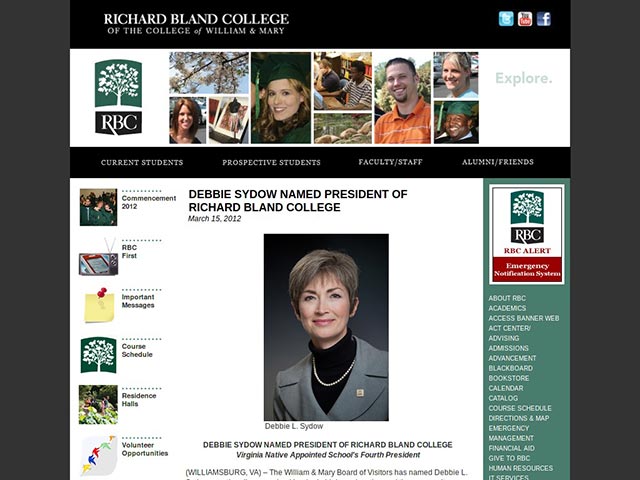 RICHARD BLAND COLLEGE
OF THE COLLEGE of WILLIAM & MARY
RBC
Explore.
CURRENT STUDENTS
PROSPECTIVE STUDENTS
FACULTY/STAFF
ALUMNI/FRIENDS
Commencement
2012
RBC
First
Important
Messages
Course
Schedule
Residence
Halls
Volunteer
Opportunities
DEBBIE SYDOW NAMED PRESIDENT OF
RICHARD BLAND COLLEGE
March 15, 2012
Debbie L. Sydow
DEBBIE SYDOW NAMED PRESIDENT OF RICHARD BLAND COLLEGE
Virginia Native Appointed School's Fourth President
(WILLIAMSBURG, VA) – The William & Mary Board of Visitors has named Debbie L.
RBC
RBC ALERT
Emergency
Notification System
ABOUT RBC
ACADEMICS
ACCESS BANNER WEB
ACT CENTER/
ADVISING
ADMISSIONS
ADVANCEMENT
BLACKBOARD
BOOKSTORE
CALENDAR
CATALOG
COURSE SCHEDULE
DIRECTIONS & MAP
EMERGENCY
MANAGEMENT
FINANCIAL AID
GIVE TO RBC
HUMAN RESOURCES
IT SERVICES